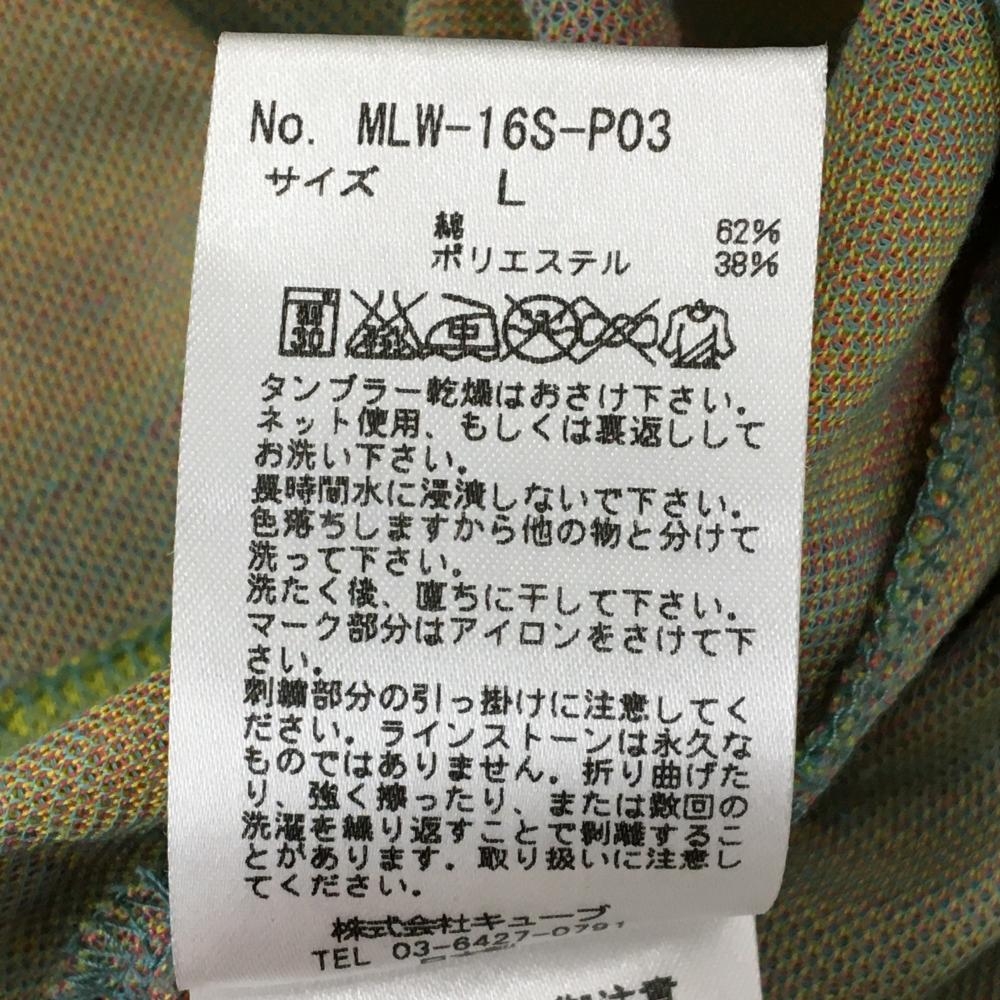 No. MLW-16S-P03
サイズ L
綿 62%
ポリエステル 38%
タンブラー乾燥はおさけ下さい。
ネット使用、もしくは裏返しして
お洗い下さい。
長時間水に浸漬しないで下さい。
色落ちしますから他の物と分けて
洗って下さい。
洗たく後、直ちに干して下さい。
マーク部分はアイロンをさけて下
さい。
刺繍部分の引っ掛けに注意してく
ださい。ラインストーンは永久な
ものではありません。折り曲げた
り、強く擦ったり、または数回の
洗濯を繰り返すことで剥離するこ
とがあります。取り扱いに注意し
てください。
株式会社キューブ
TEL 03-6427-0791